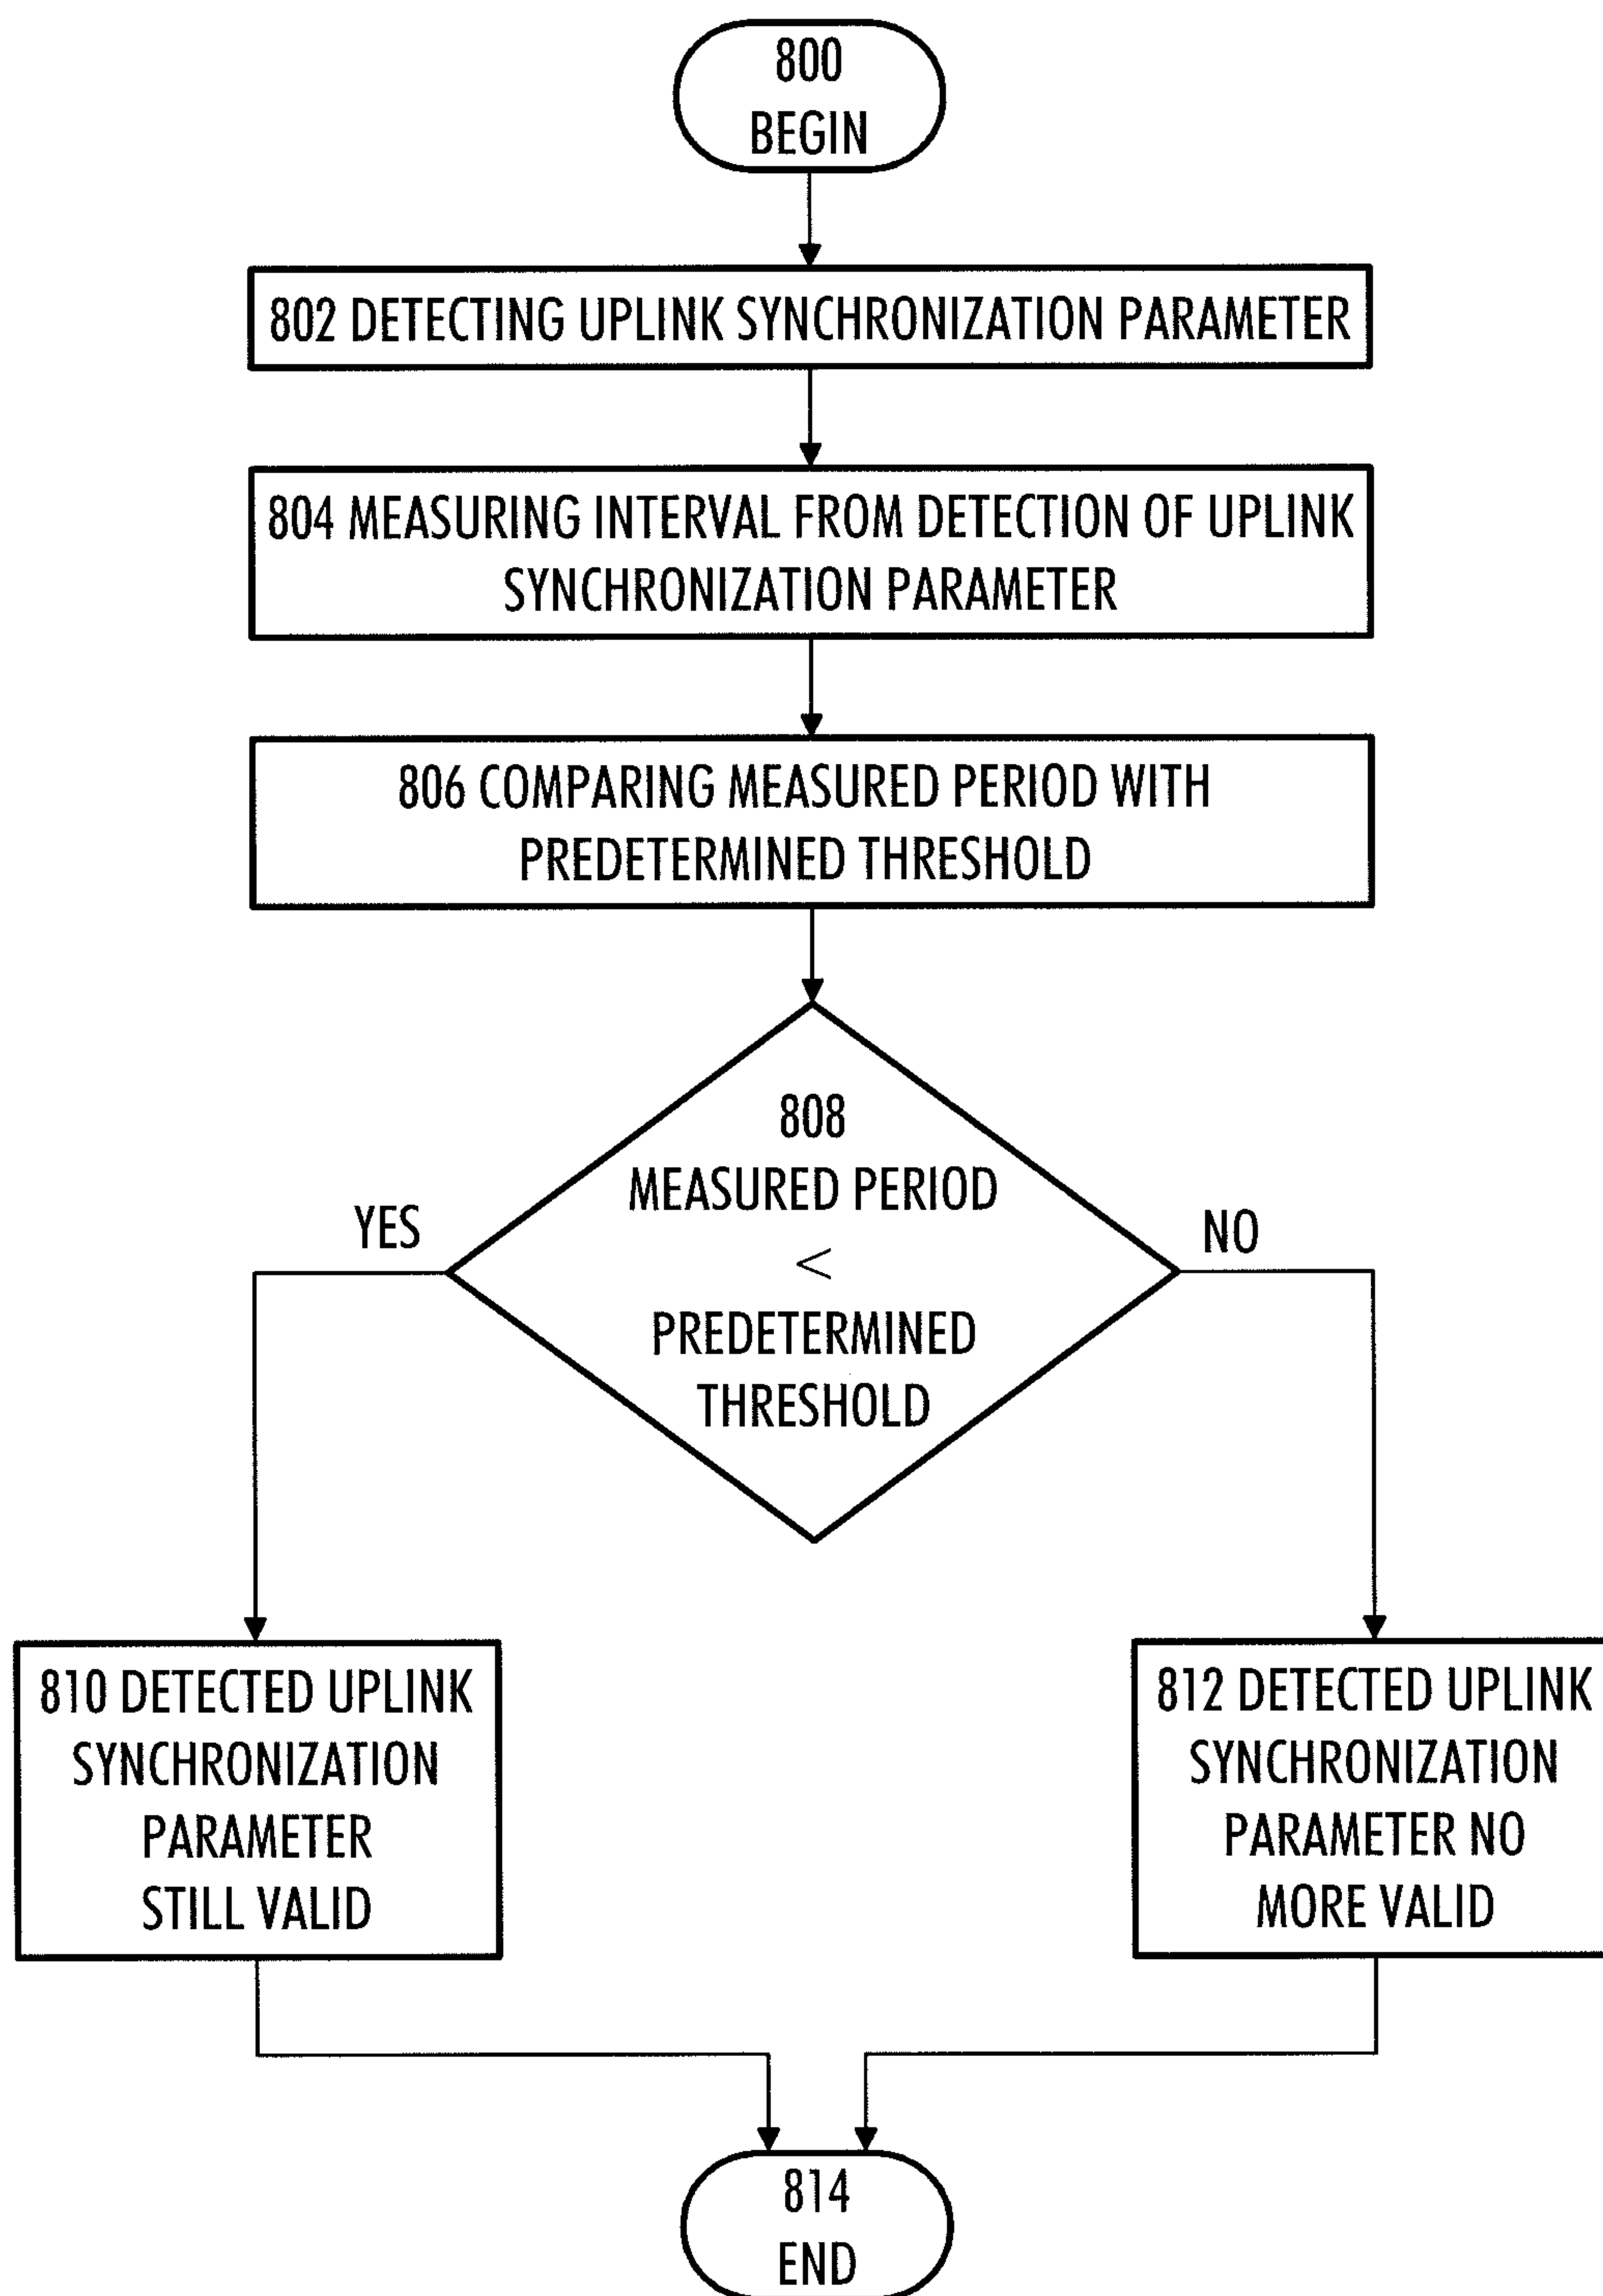 800
BEGIN
802 DETECTING UPLINK SYNCHRONIZATION PARAMETER
804 MEASURING INTERVAL FROM DETECTION OF UPLINK
SYNCHRONIZATION PARAMETER
806 COMPARING MEASURED PERIOD WITH
PREDETERMINED THRESHOLD
808
MEASURED PERIOD
<
PREDETERMINED
THRESHOLD
YES
NO
810 DETECTED UPLINK
SYNCHRONIZATION
PARAMETER
STILL VALID
812 DETECTED UPLINK
SYNCHRONIZATION
PARAMETER NO
MORE VALID
814
END